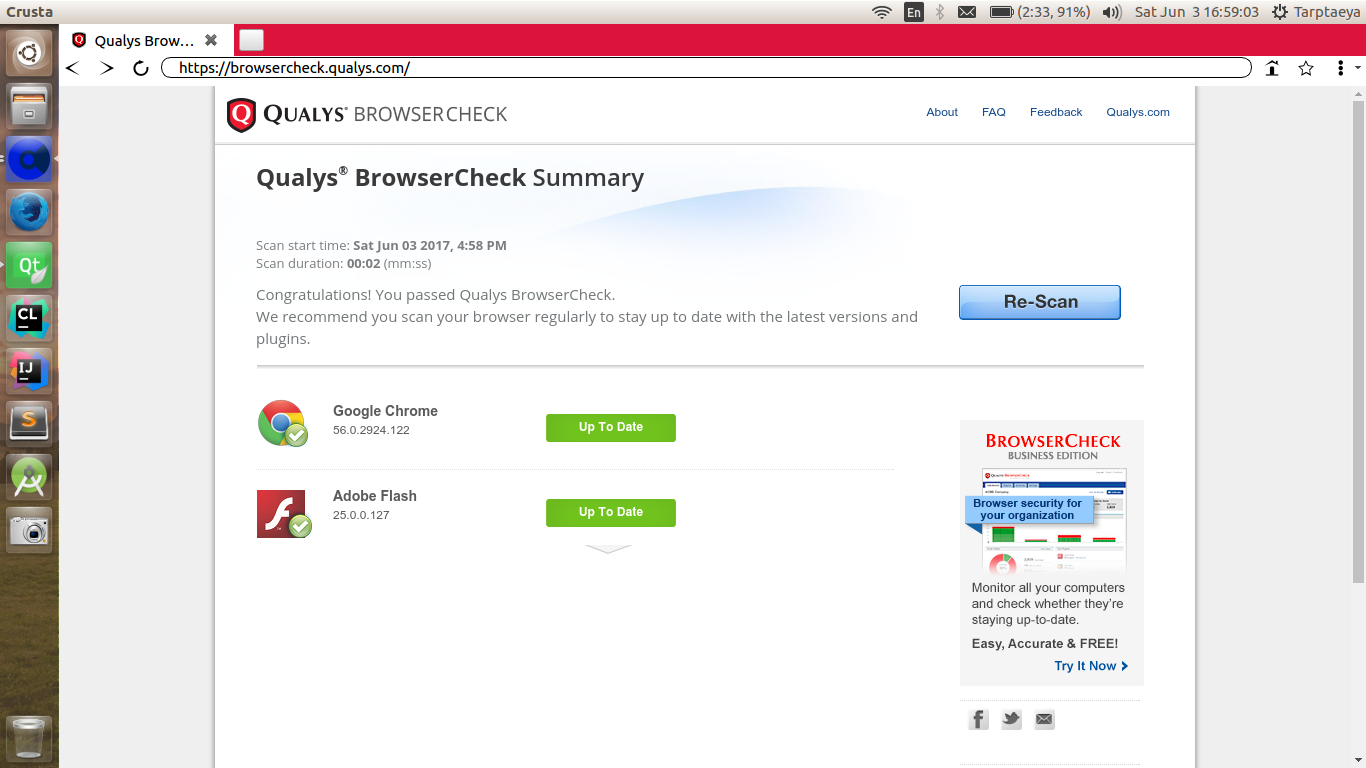 Crusta
En
(2:33, 91%)
Sat Jun 3 16:59:03
Tarptaeya
Qualys Brow...
https://browsercheck.qualys.com/
QUALYS® BROWSERCHECK
About
FAQ
Feedback
Qualys.com
Qualys® BrowserCheck Summary
Scan start time: Sat Jun 03 2017, 4:58 PM
Scan duration: 00:02 (mm:ss)
Congratulations! You passed Qualys BrowserCheck.
We recommend you scan your browser regularly to stay up to date with the latest versions and
plugins.
Re-Scan
Google Chrome
56.0.2924.122
Up To Date
Adobe Flash
25.0.0.127
Up To Date
BROWSERCHECK
BUSINESS EDITION
Browser security for
your organization
Monitor all your computers
and check whether they're
staying up-to-date.
Easy, Accurate & FREE!
Try It Now
Qt
CL
IJ
S